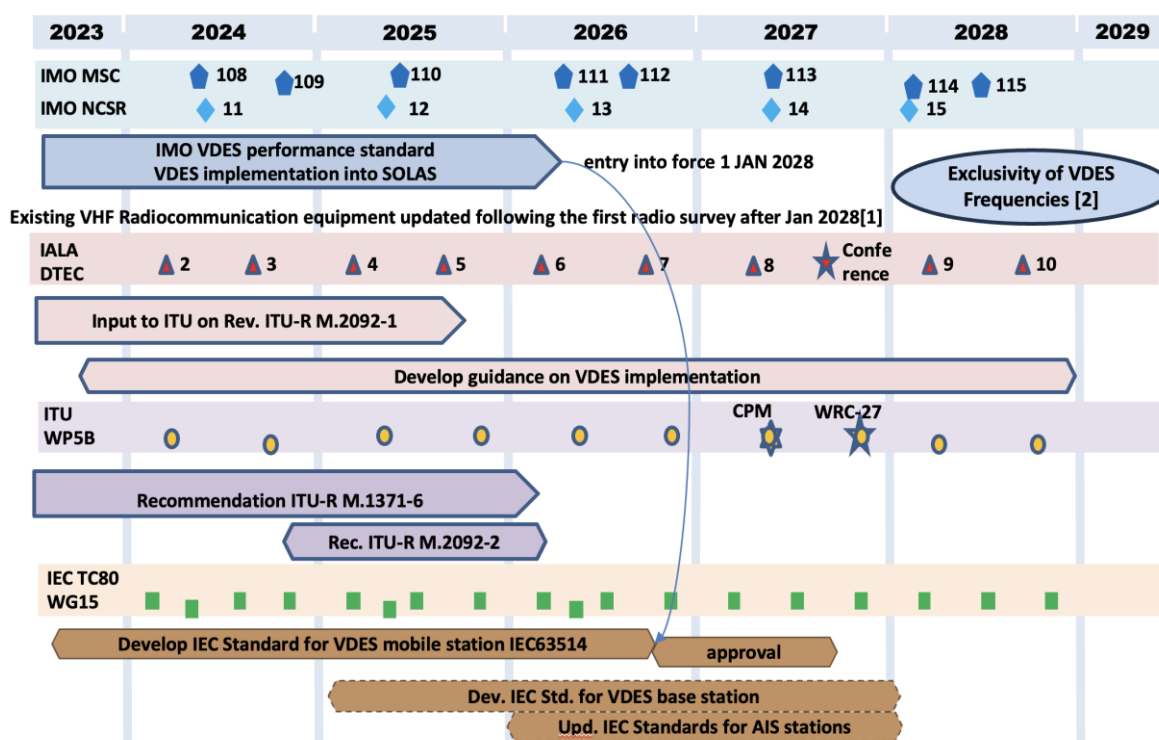 2023 2024 2025 2026 2027 2028 2029
IMO MSC 108 109 110 111 112 113 114 115
IMO NCSR 11 12 13 14 15
IMO VDES performance standard
VDES implementation into SOLAS
entry into force 1 JAN 2028
Exclusivity of VDES
Frequencies [2]
Existing VHF Radiocommunication equipment updated following the first radio survey after Jan 2028[1]
IALA
DTEC
2 3 4 5 6 7 8
Confe
rence
9 10
Input to ITU on Rev. ITU-R M.2092-1
Develop guidance on VDES implementation
ITU
WP5B
CPM WRC-27
Recommendation ITU-R M.1371-6
Rec. ITU-R M.2092-2
IEC TC80
WG15
Develop IEC Standard for VDES mobile station IEC63514
approval
Dev. IEC Std. for VDES base station
Upd. IEC Standards for AIS stations